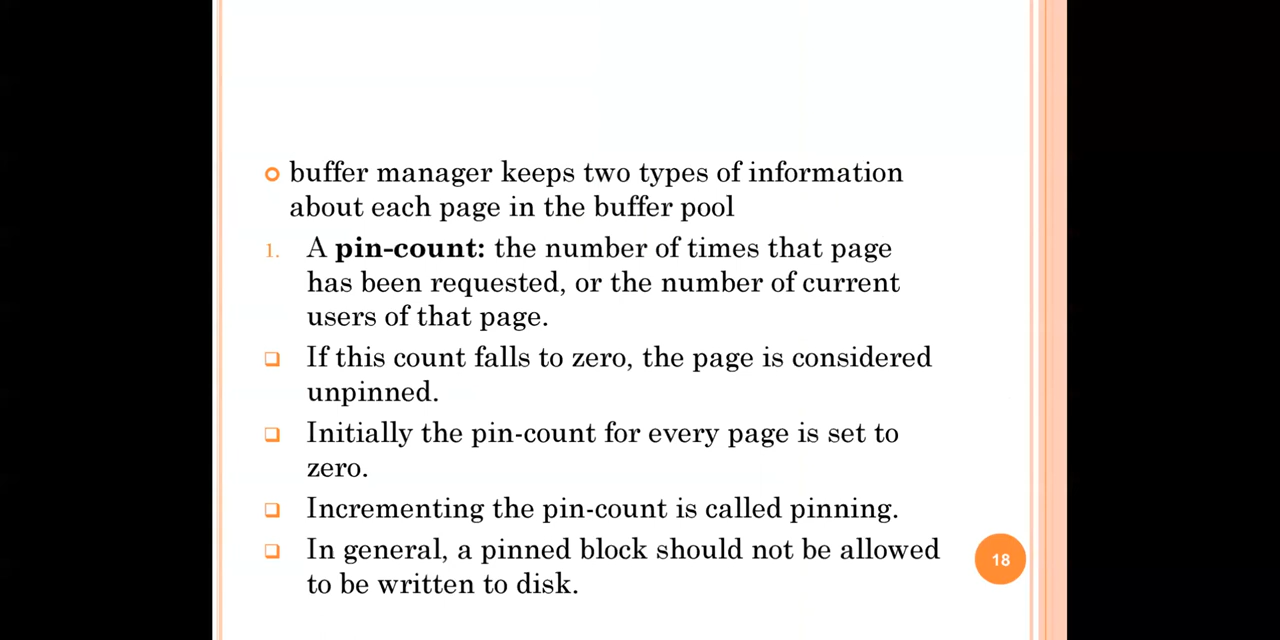 buffer manager keeps two types of information
about each page in the buffer pool
1. A pin-count: the number of times that page
has been requested, or the number of current
users of that page.
If this count falls to zero, the page is considered
unpinned.
Initially the pin-count for every page is set to
zero.
Incrementing the pin-count is called pinning.
In general, a pinned block should not be allowed
to be written to disk.
18